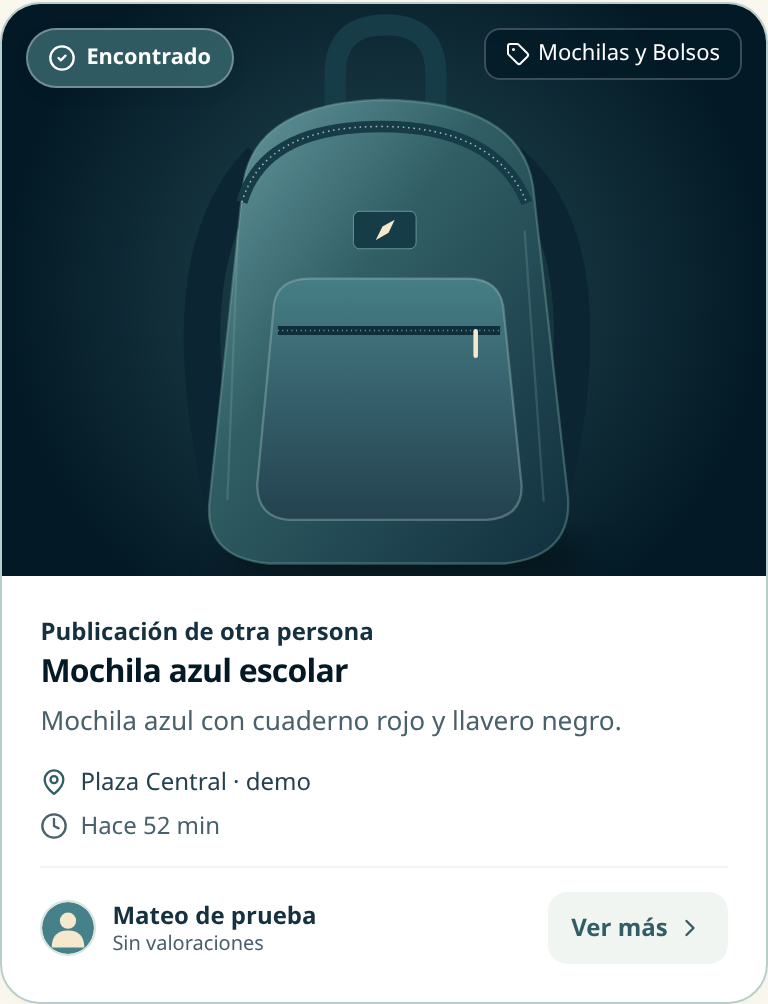 Encontrado
Mochilas y Bolsos
Publicación de otra persona
Mochila azul escolar
Mochila azul con cuaderno rojo y llavero negro.
Plaza Central · demo
Hace 52 min
Mateo de prueba
Sin valoraciones
Ver más